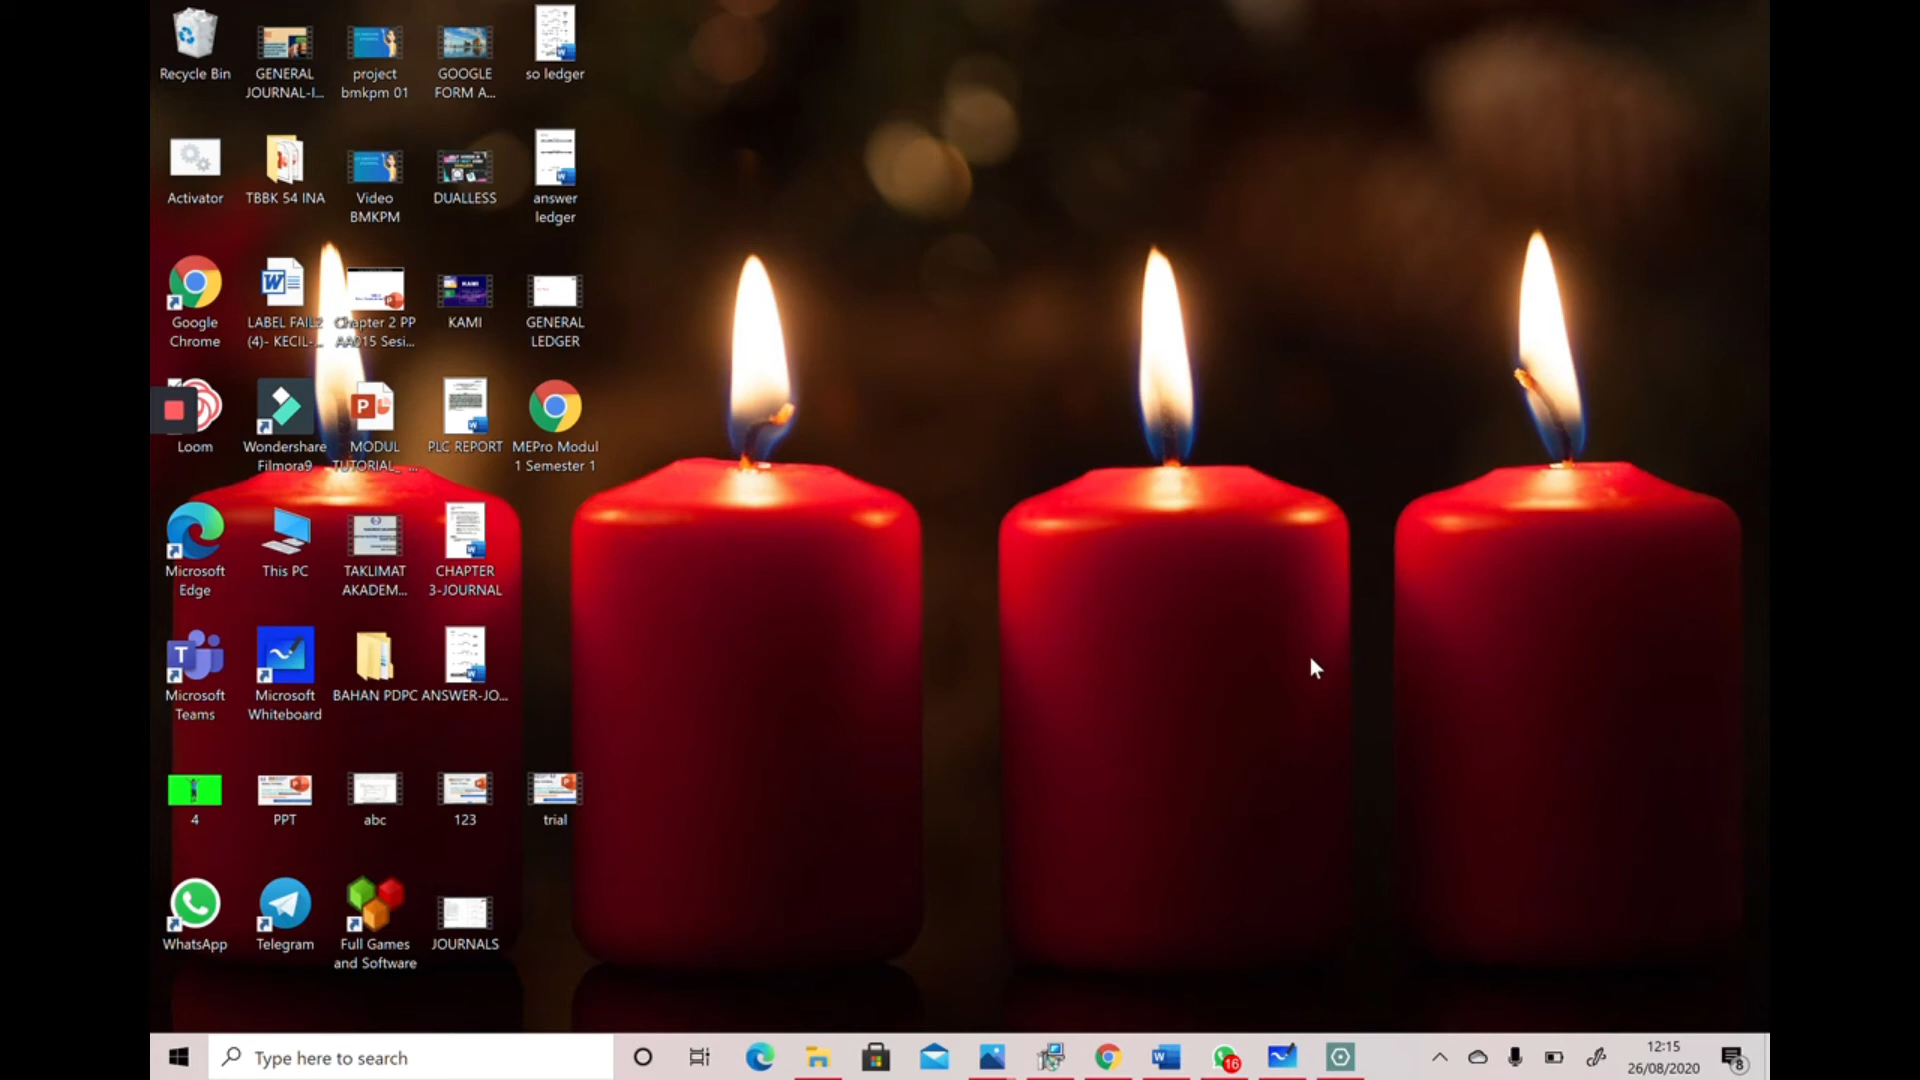 Recycle Bin
GENERAL
JOURNAL-I...
project
bmkpm 01
GOOGLE
FORM A...
so ledger
Activator
TBBK 54 INA
Video
BMKPM
DUALLESS
answer
ledger
Google
Chrome
LABEL FAIL2
(4)- KECIL-...
Chapter 2 PP
AA015 Sesi...
KAMI
KAMI
GENERAL
LEDGER
Loom
Wondershare
Filmora9
MODUL
TUTORIAL_ ...
PLC REPORT
MEPro Modul
1 Semester 1
Microsoft
Edge
This PC
TAKLIMAT
AKADEM...
CHAPTER
3-JOURNAL
Microsoft
Teams
Microsoft
Whiteboard
BAHAN PDPC
ANSWER-JO...
4
PPT
abc
123
trial
WhatsApp
Telegram
Full Games
and Software
JOURNALS
Type here to search
16
12:15
26/08/2020
8